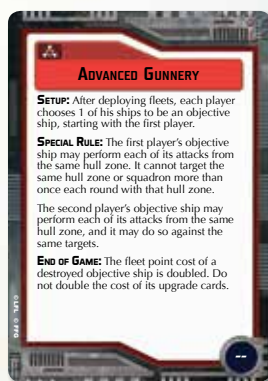 Advanced Gunnery
Setup: After deploying fleets, each player
chooses 1 of his ships to be an objective
ship, starting with the first player.
Special Rule: The first player's objective
ship may perform each of its attacks from
the same hull zone. It cannot target the
same hull zone or squadron more than
once each round with that hull zone.
The second player's objective ship may
perform each of its attacks from the same
hull zone, and it may do so against the
same targets.
End of Game: The fleet point cost of a
destroyed objective ship is doubled. Do
not double the cost of its upgrade cards.
© LFL © FFG
--